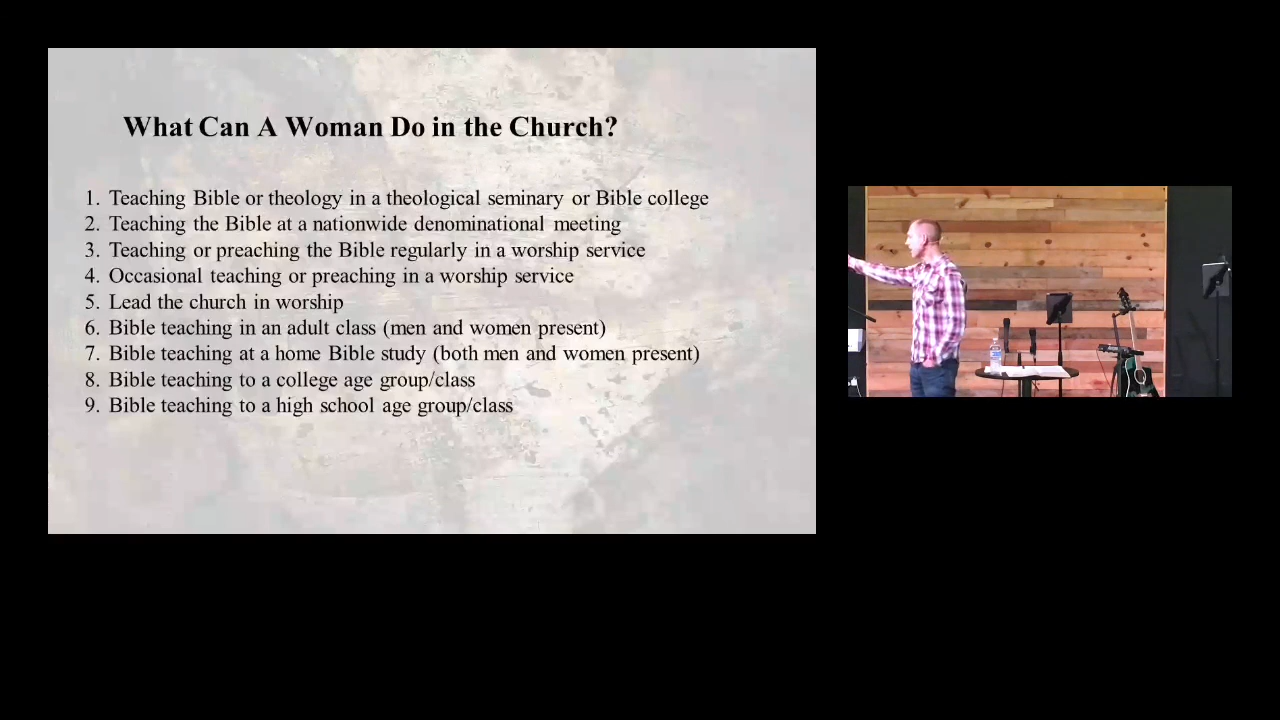 What Can A Woman Do in the Church?
1. Teaching Bible or theology in a theological seminary or Bible college
2. Teaching the Bible at a nationwide denominational meeting
3. Teaching or preaching the Bible regularly in a worship service
4. Occasional teaching or preaching in a worship service
5. Lead the church in worship
6. Bible teaching in an adult class (men and women present)
7. Bible teaching at a home Bible study (both men and women present)
8. Bible teaching to a college age group/class
9. Bible teaching to a high school age group/class